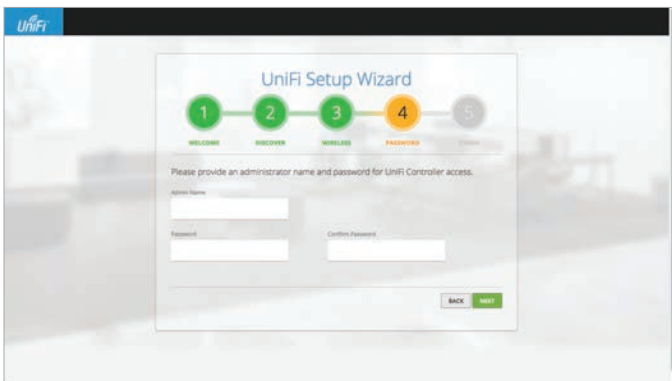 UniFi
UniFi Setup Wizard
1 2 3 4 5
WELCOME DISCOVER WIRELESS PASSWORD
Please provide an administrator name and password for UniFi Controller access.
Admin Name
Password Confirm Password
BACK NEXT